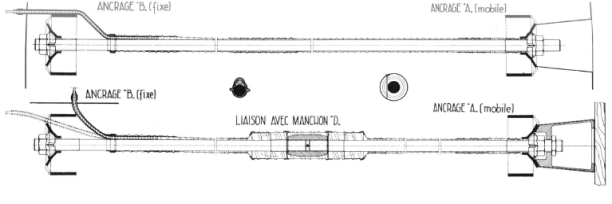 ANCRAGE "B„ (fixe)
ANCRAGE "A„ (mobile)
ANCRAGE "B„ (fixe)
ANCRAGE "A„ (mobile)
LIAISON AVEC MANCHON "D„